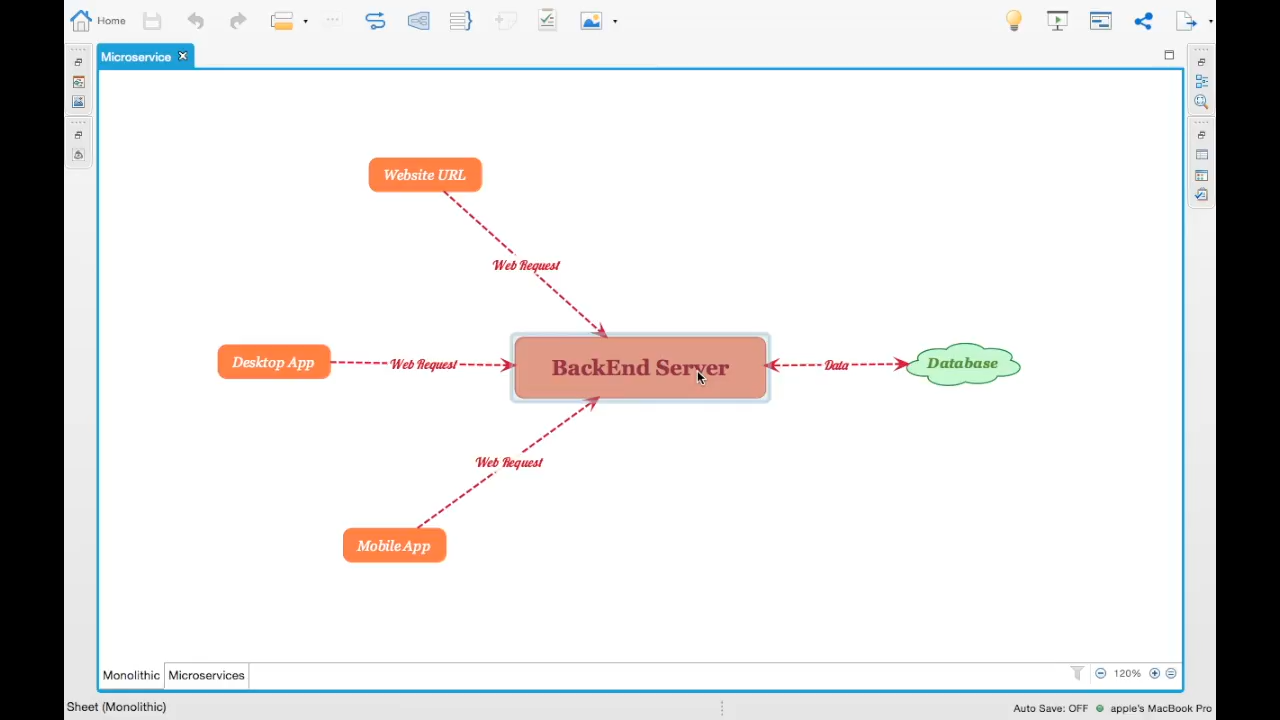 Home
Microservice
Website URL
Web Request
Desktop App
Web Request
BackEnd Server
Data
Database
Web Request
Mobile App
Monolithic
Microservices
120%
Sheet (Monolithic)
Auto Save: OFF
apple's MacBook Pro